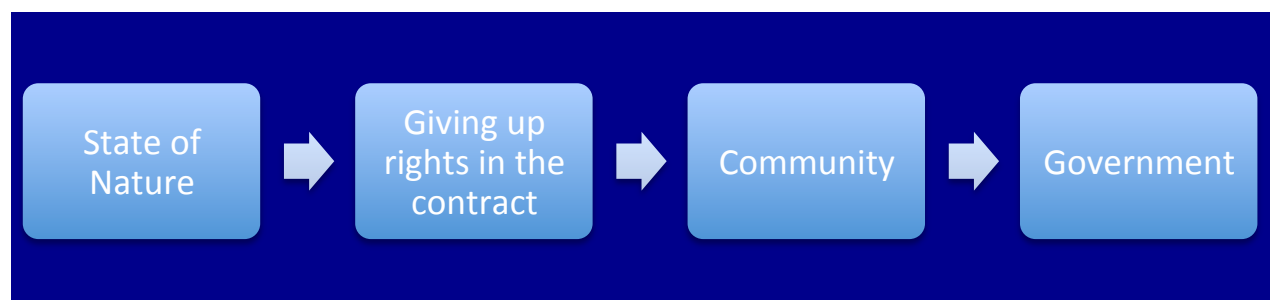 State of
Nature
Giving up
rights in the
contract
Community
Government